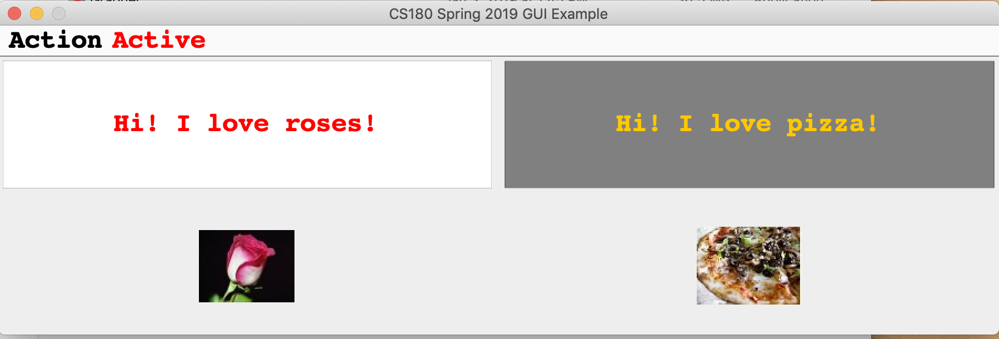 CS180 Spring 2019 GUI Example
Action Active
Hi! I love roses!
Hi! I love pizza!